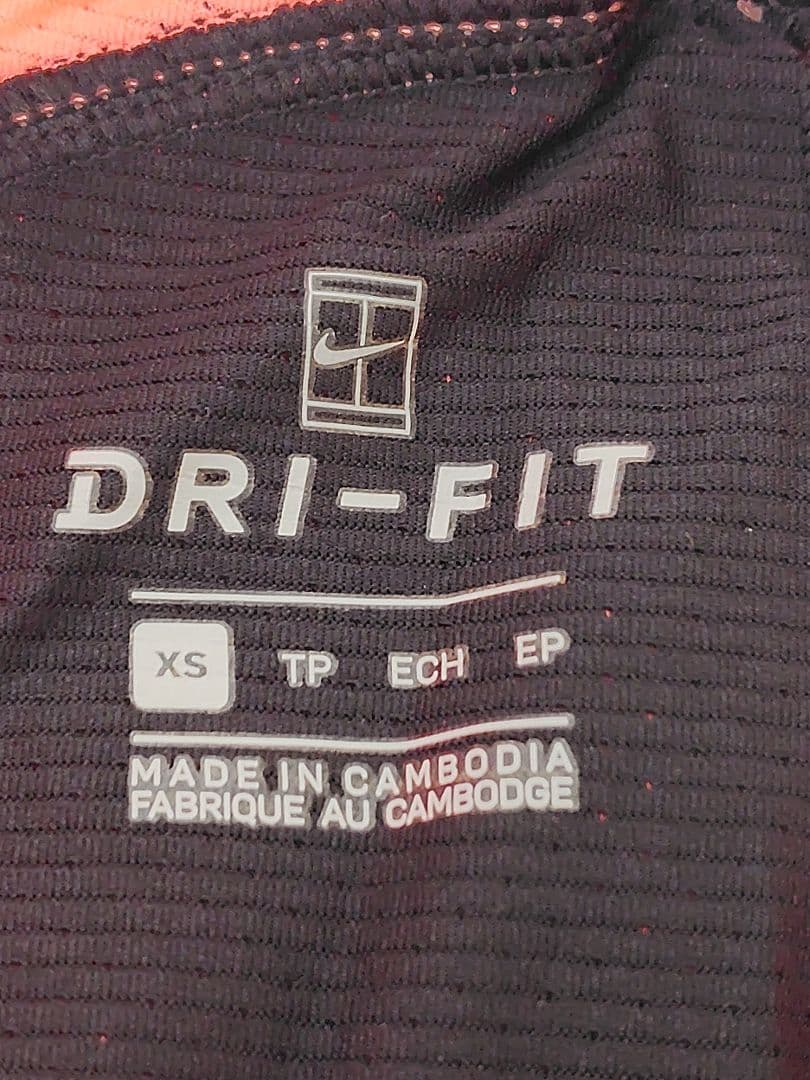 DRI-FIT
XS TP ECH EP
MADE IN CAMBODIA
FABRIQUE AU CAMBODGE